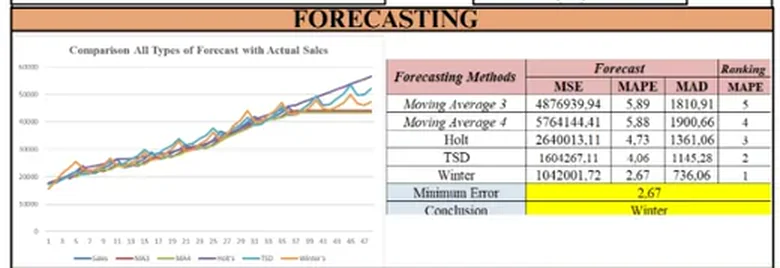 FORECASTING
Comparison All Types of Forecast with Actual Sales
60000
50000
40000
30000
20000
10000
0
1 3 5 7 9 11 13 15 17 19 21 23 25 27 29 31 33 35 37 39 41 43 45 47
Sales MA3 MA4 Holt's TSD Winter's
Forecasting Methods Forecast Ranking
MSE MAPE MAD MAPE
Moving Average 3 4876939,94 5,89 1810,91 5
Moving Average 4 5764144,41 5,88 1900,66 4
Holt 2640013,11 4,73 1361,06 3
TSD 1604267,11 4,06 1145,28 2
Winter 1042001,72 2,67 736,06 1
Minimum Error 2,67
Conclusion Winter